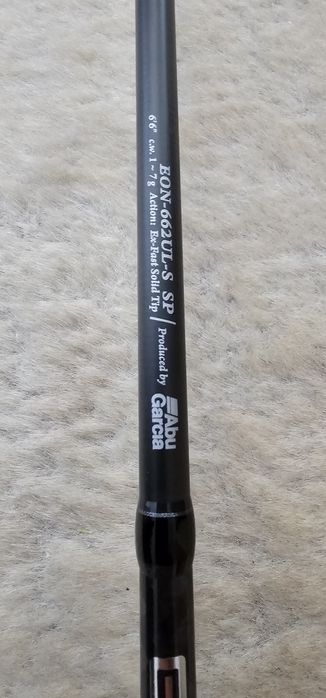 EON-662UL-S SP
6'6" c.w. 1~7g Action: Ex-Fast Solid Tip
Produced by
Abu
Garcia